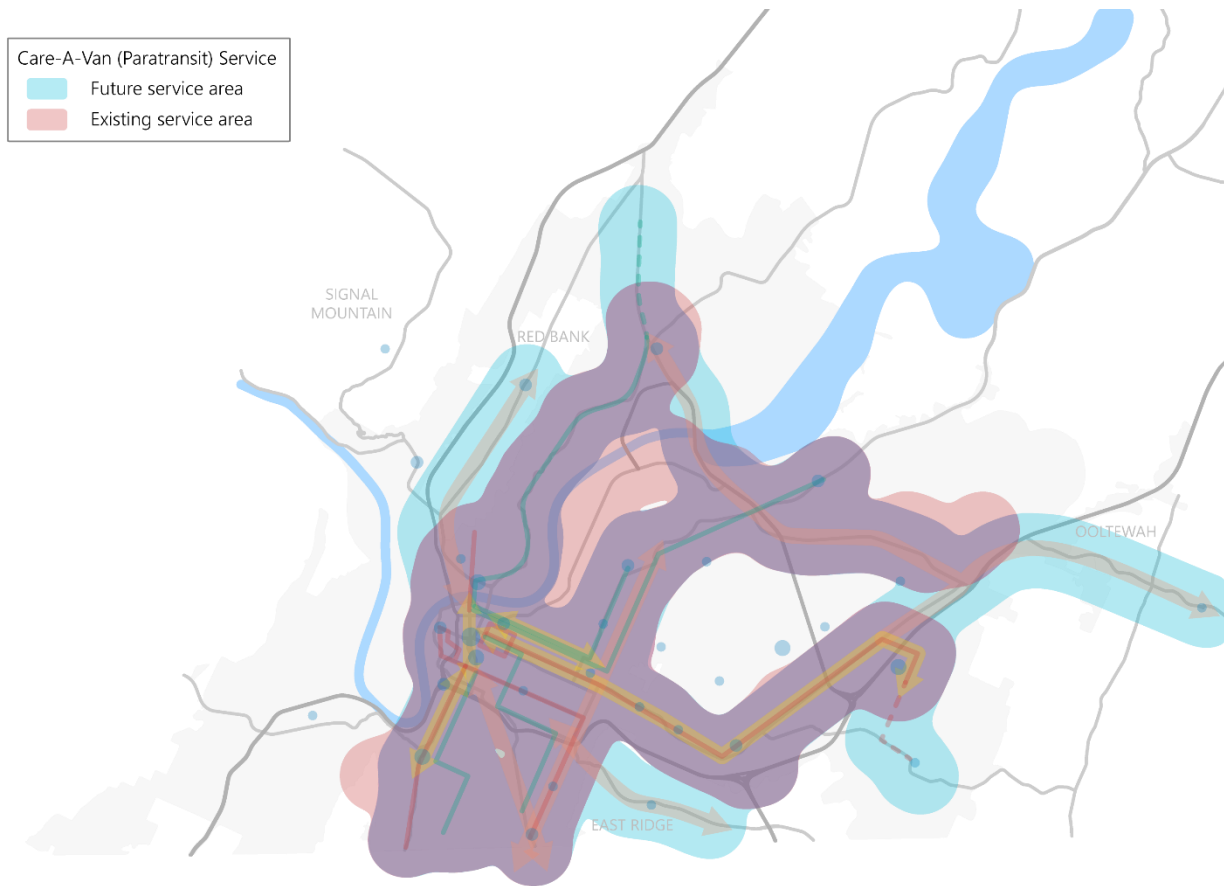 Care-A-Van (Paratransit) Service
Future service area
Existing service area
SIGNAL
MOUNTAIN
RED BANK
OOLTEWAH
EAST RIDGE